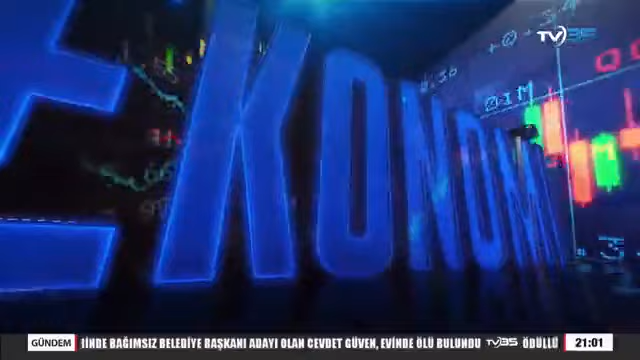 TV35
EKONOMİ
GÜNDEM
BAĞIMSIZ BELEDİYE BAŞKANI ADAYI OLAN CEVDET GÜVEN, EVİNDE ÖLÜ BULUNDU TV35 ÖDÜLLÜ
21:01